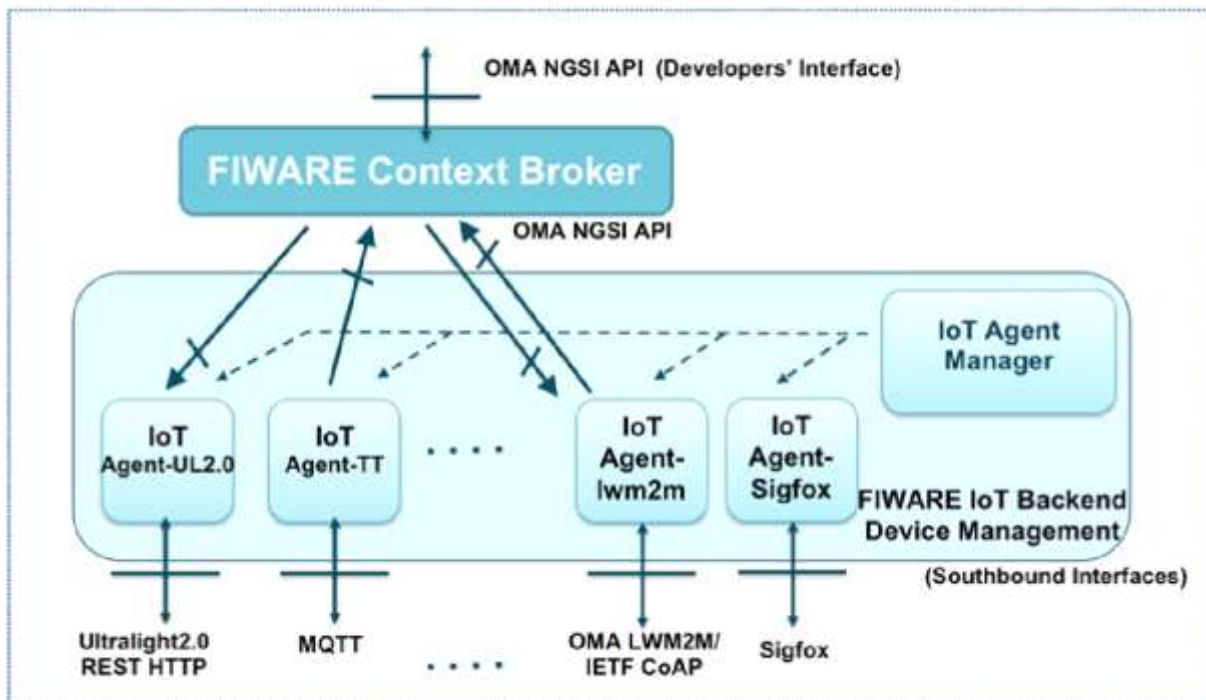 OMA NGSI API (Developers' Interface)
FIWARE Context Broker
OMA NGSI API
IoT Agent
Manager
IoT
Agent-UL2.0
IoT
Agent-TT
. . . .
IoT
Agent-
lwm2m
IoT
Agent-
Sigfox
FIWARE IoT Backend
Device Management
(Southbound Interfaces)
Ultralight2.0
REST HTTP
MQTT
. . . .
OMA LWM2M/
IETF CoAP
Sigfox